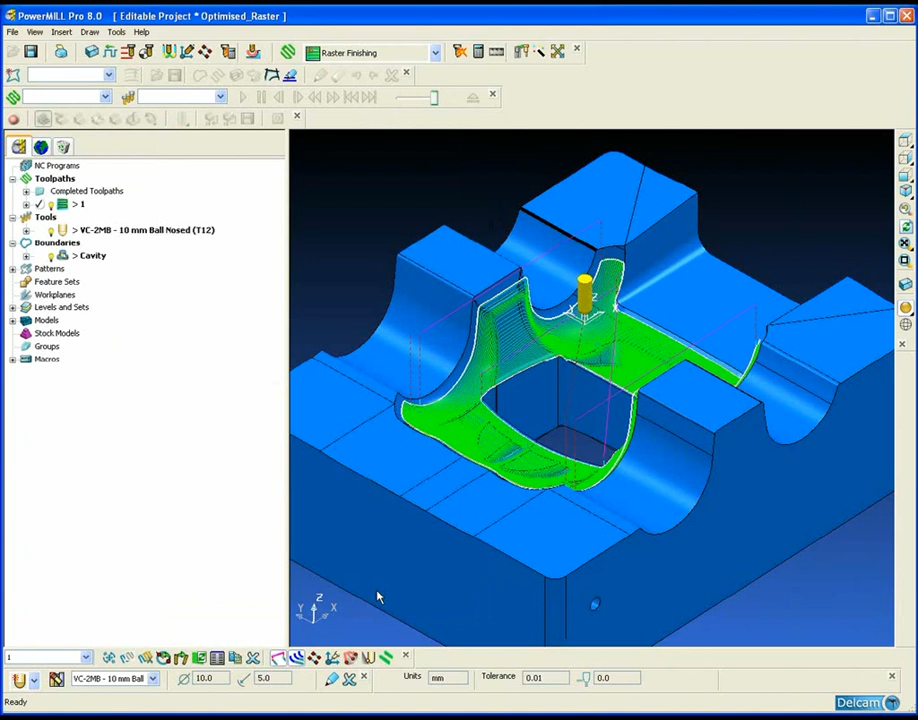 PowerMILL Pro 8.0 [ Editable Project * Optimised_Raster ]
File View Insert Draw Tools Help
Raster Finishing
NC Programs
Toolpaths
Completed Toolpaths
> 1
Tools
> VC-2MB - 10 mm Ball Nosed (T12)
Boundaries
> Cavity
Patterns
Feature Sets
Workplanes
Levels and Sets
Models
Stock Models
Groups
Macros
Z
X
Z
Y X
1
VC-2MB - 10 mm Ball 10.0 5.0 Units mm Tolerance 0.01 0.0
Ready
Delcam